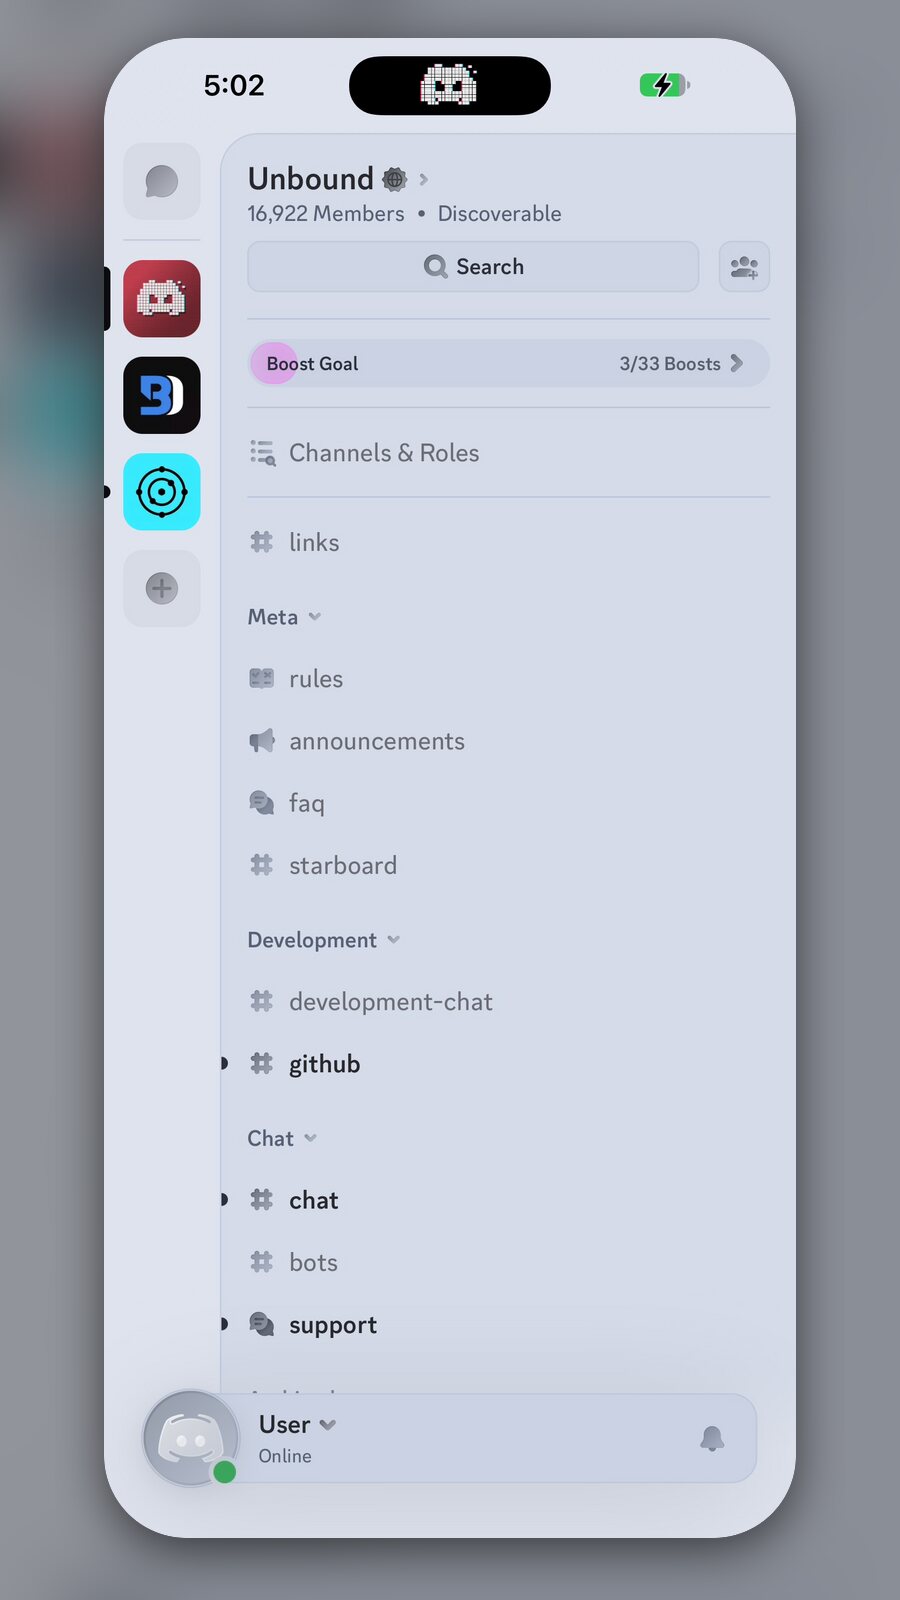 5:02
Unbound
16,922 Members • Discoverable
Search
Boost Goal
3/33 Boosts
Channels & Roles
links
Meta
rules
announcements
faq
starboard
Development
development-chat
github
Chat
chat
bots
support
User
Online